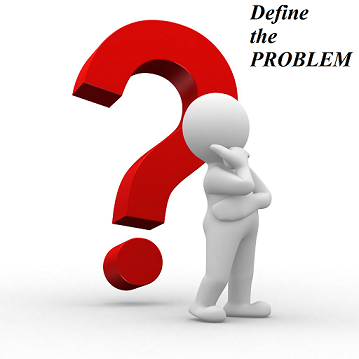 Define
the
PROBLEM